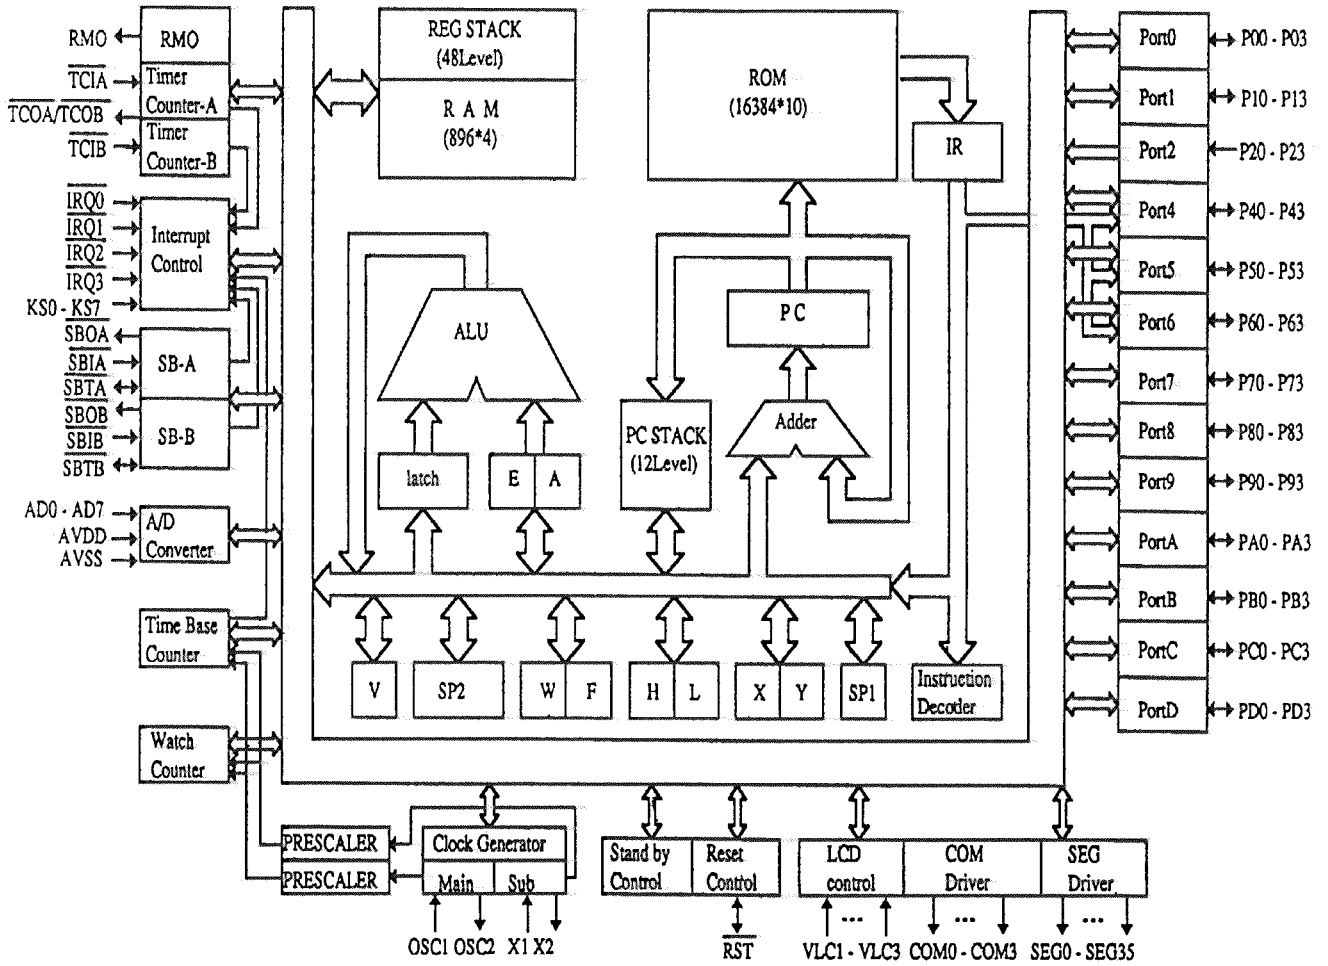 RMO
TCIA
TCOA/TCOB
TCIB
IRQ0
IRQ1
IRQ2
IRQ3
KS0 - KS7
SBOA
SBIA
SBTA
SBOB
SBIB
SBTB
AD0 - AD7
AVDD
AVSS
RMO
Timer
Counter-A
Timer
Counter-B
Interrupt
Control
SB-A
SB-B
A/D
Converter
Time Base
Counter
Watch
Counter
REG STACK
(48Level)
R A M
(896*4)
ROM
(16384*10)
IR
ALU
PC
Adder
PC STACK
(12Level)
latch
E
A
V
SP2
W
F
H
L
X
Y
SP1
Instruction
Decoder
Port0
Port1
Port2
Port4
Port5
Port6
Port7
Port8
Port9
PortA
PortB
PortC
PortD
P00 - P03
P10 - P13
P20 - P23
P40 - P43
P50 - P53
P60 - P63
P70 - P73
P80 - P83
P90 - P93
PA0 - PA3
PB0 - PB3
PC0 - PC3
PD0 - PD3
PRESCALER
PRESCALER
Clock Generator
Main
Sub
Stand by
Control
Reset
Control
LCD
control
COM
Driver
SEG
Driver
OSC1 OSC2
X1 X2
RST
VLC1 - VLC3
COM0 - COM3
SEG0 - SEG35